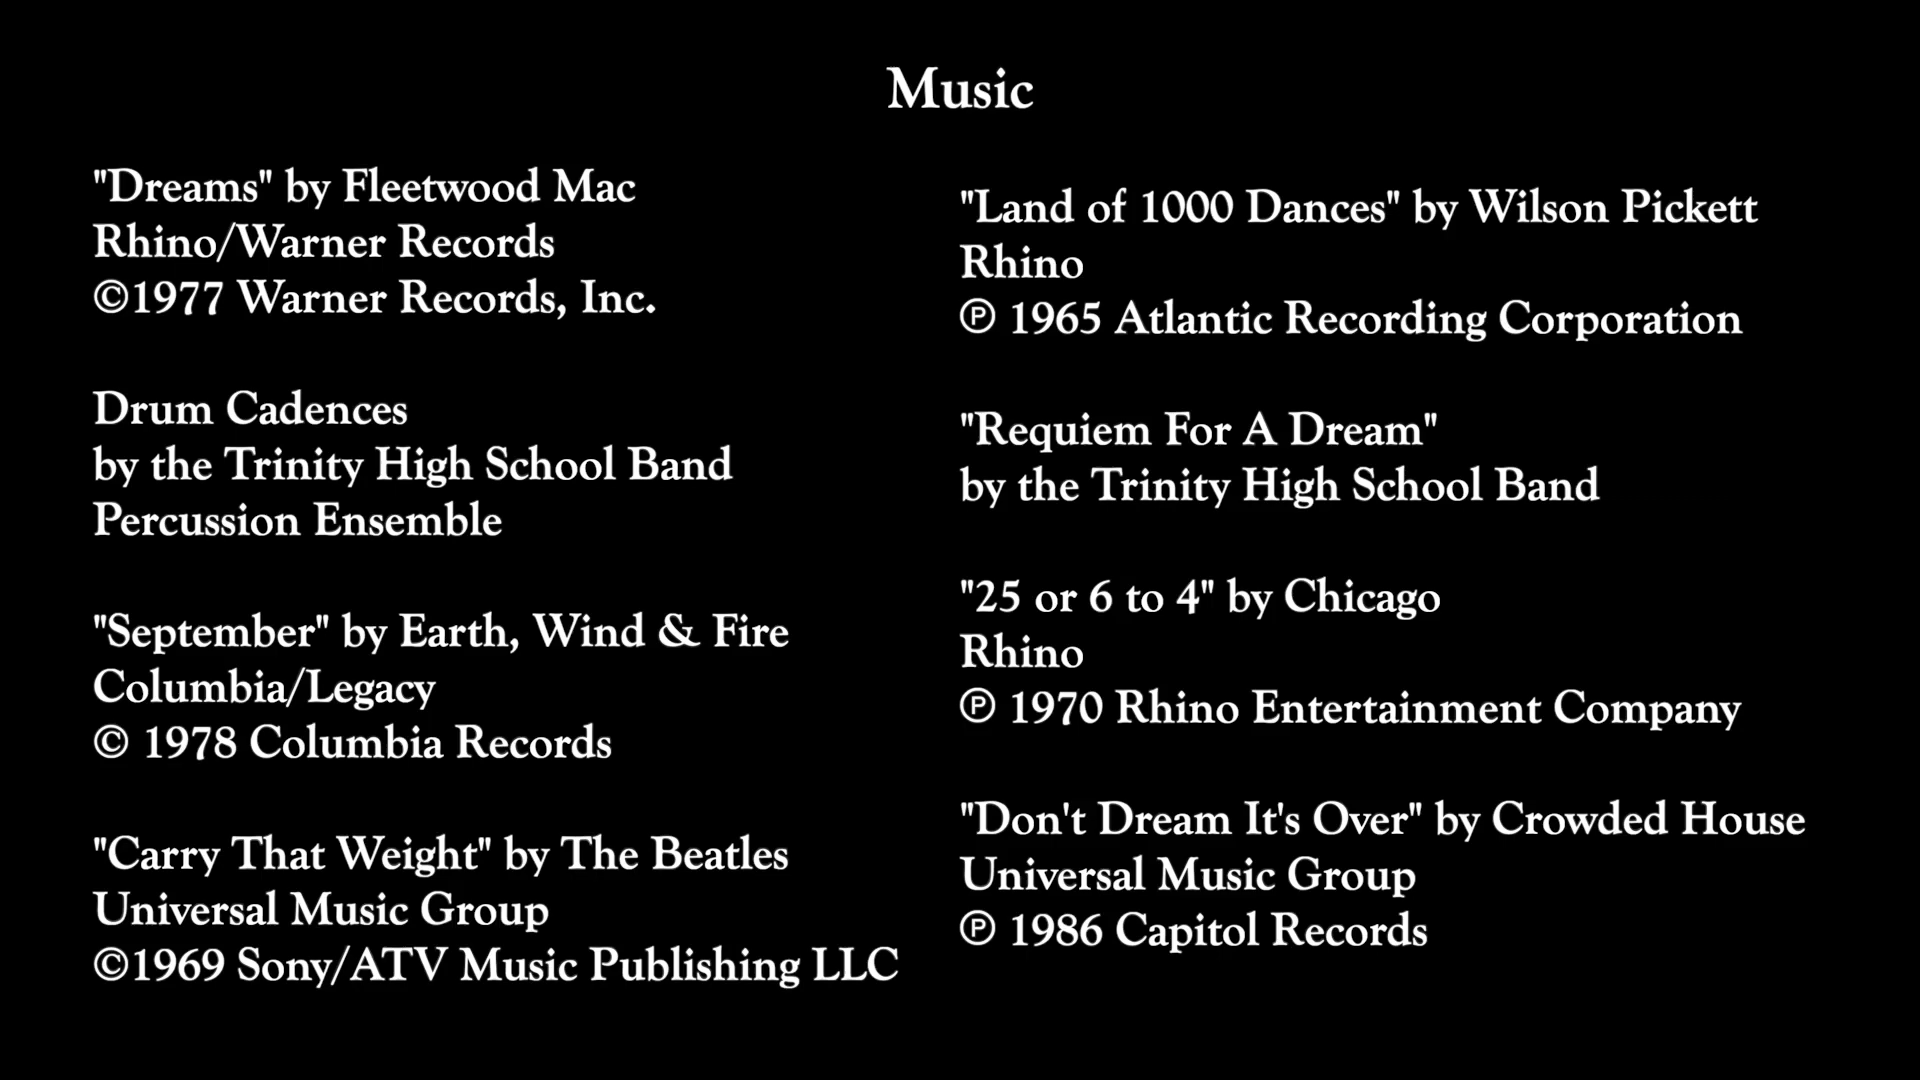 Music
"Dreams" by Fleetwood Mac
Rhino/Warner Records
©1977 Warner Records, Inc.
Drum Cadences
by the Trinity High School Band
Percussion Ensemble
"September" by Earth, Wind & Fire
Columbia/Legacy
© 1978 Columbia Records
"Carry That Weight" by The Beatles
Universal Music Group
©1969 Sony/ATV Music Publishing LLC
"Land of 1000 Dances" by Wilson Pickett
Rhino
℗ 1965 Atlantic Recording Corporation
"Requiem For A Dream"
by the Trinity High School Band
"25 or 6 to 4" by Chicago
Rhino
℗ 1970 Rhino Entertainment Company
"Don't Dream It's Over" by Crowded House
Universal Music Group
℗ 1986 Capitol Records